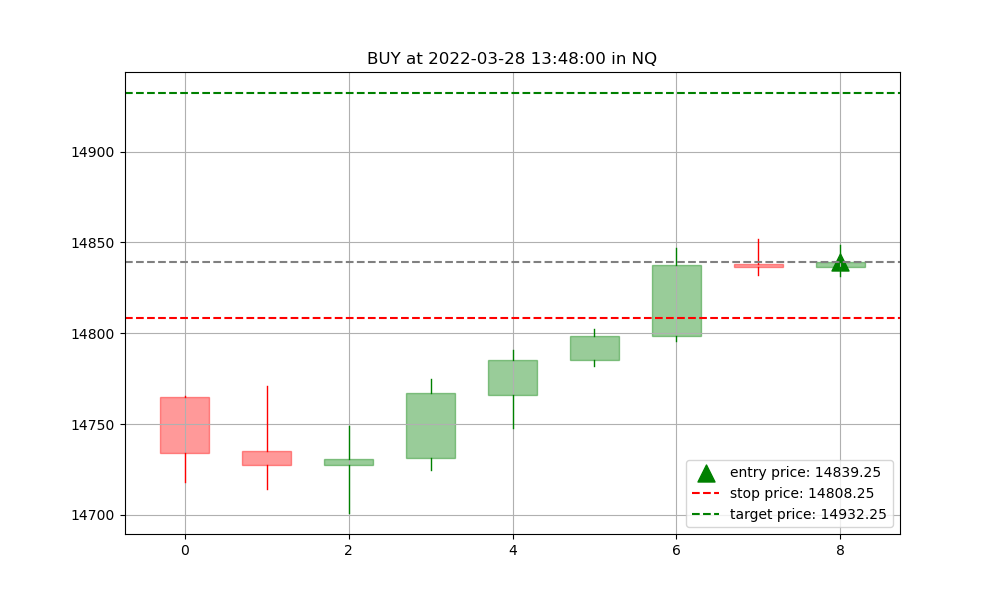 BUY at 2022-03-28 13:48:00 in NQ
14900
14850
14800
14750
14700
entry price: 14839.25
stop price: 14808.25
target price: 14932.25
0 2 4 6 8